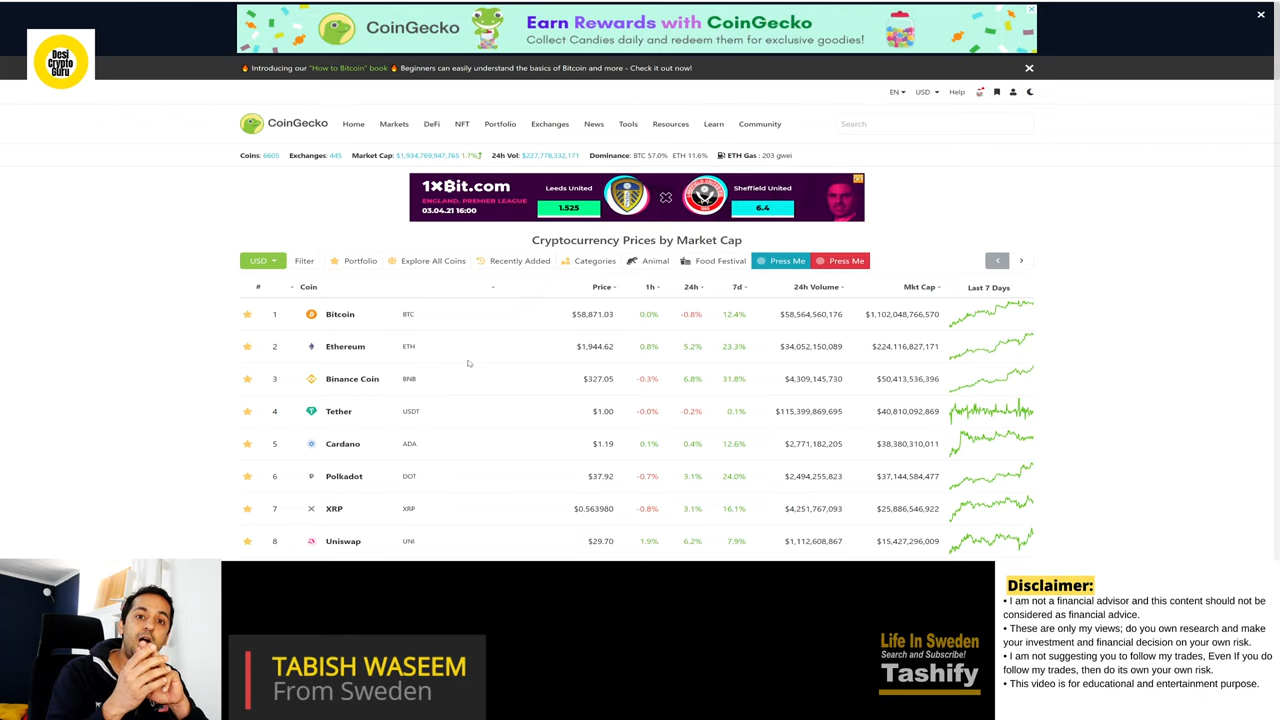 CoinGecko
Earn Rewards with CoinGecko
Collect Candies daily and redeem them for exclusive goodies!
Desi
Crypto
Guru
🔥 Introducing our "How to Bitcoin" book 🔥 Beginners can easily understand the basics of Bitcoin and more - Check it out now!
EN USD Help
CoinGecko Home Markets DeFi NFT Portfolio Exchanges News Tools Resources Learn Community Search
Coins: 6605 Exchanges: 445 Market Cap: $1,934,769,947,765 1.7% 24h Vol: $227,778,332,171 Dominance: BTC 57.0% ETH 11.6% ETH Gas: 203 gwei
1XBit.com
ENGLAND. PREMIER LEAGUE
03.04.21 16:00
Leeds United
1.525
Sheffield United
6.4
Cryptocurrency Prices by Market Cap
USD Filter Portfolio Explore All Coins Recently Added Categories Animal Food Festival Press Me Press Me
# Coin Price 1h 24h 7d 24h Volume Mkt Cap Last 7 Days
1 Bitcoin BTC $58,871.03 0.0% -0.8% 12.4% $58,564,560,176 $1,102,048,766,570
2 Ethereum ETH $1,944.62 0.8% 5.2% 23.3% $34,052,150,089 $224,116,827,171
3 Binance Coin BNB $327.05 -0.3% 6.8% 31.8% $4,309,145,730 $50,413,536,396
4 Tether USDT $1.00 -0.0% -0.2% 0.1% $115,399,869,695 $40,810,092,869
5 Cardano ADA $1.19 0.1% 0.4% 12.6% $2,771,182,205 $38,380,310,011
6 Polkadot DOT $37.92 -0.7% 3.1% 24.0% $2,494,255,823 $37,144,584,477
7 XRP XRP $0.563980 -0.8% 3.1% 16.1% $4,251,767,093 $25,886,546,922
8 Uniswap UNI $29.70 1.9% 6.2% 7.9% $1,112,608,867 $15,427,296,009
TABISH WASEEM
From Sweden
Life In Sweden
Search and Subscribe!
Tashify
Disclaimer:
• I am not a financial advisor and this content should not be
considered as financial advice.
• These are only my views; do you own research and make
your investment and financial decision on your own risk.
• I am not suggesting you to follow my trades, Even If you do
follow my trades, then do its own your own risk.
• This video is for educational and entertainment purpose.